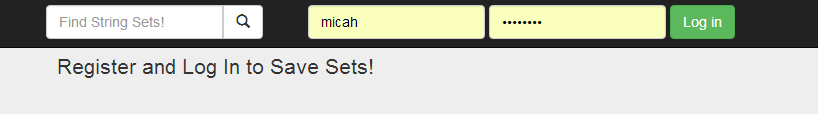 Find String Sets! micah •••••••• Log in
Register and Log In to Save Sets!